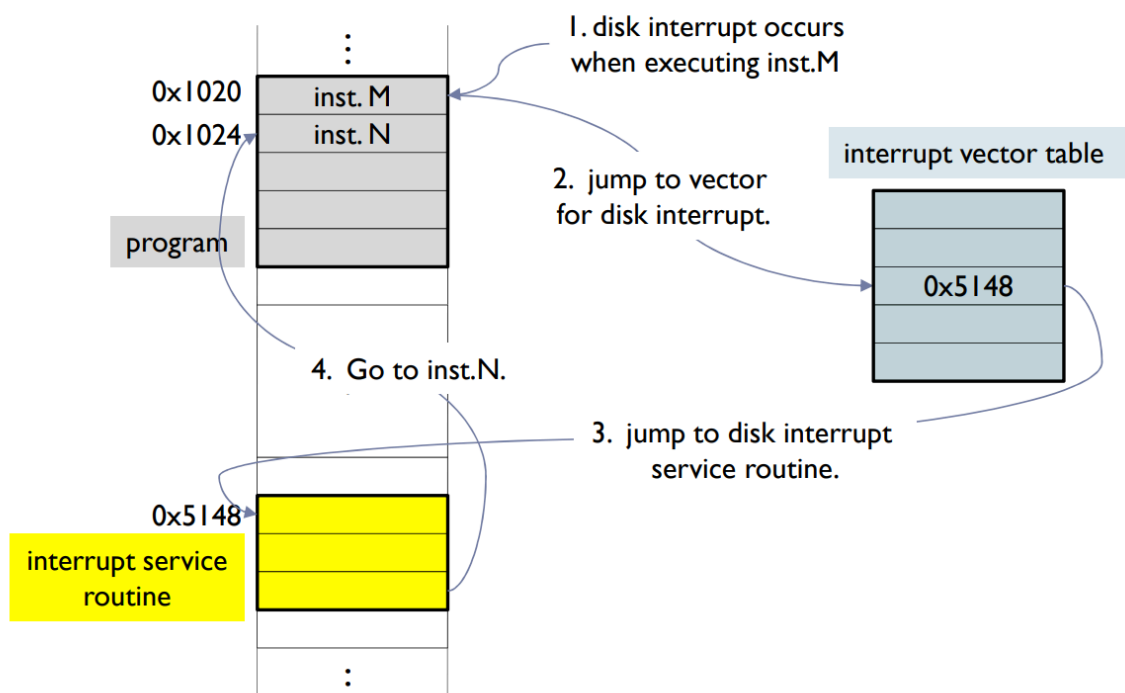 1. disk interrupt occurs
when executing inst.M
0x1020
inst. M
0x1024
inst. N
interrupt vector table
2. jump to vector
for disk interrupt.
program
0x5148
4. Go to inst.N.
3. jump to disk interrupt
service routine.
0x5148
interrupt service
routine